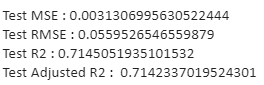 Test MSE : 0.0031306995630522444
Test RMSE : 0.0559526546559879
Test R2 : 0.7145051935101532
Test Adjusted R2 :  0.7142337019524301